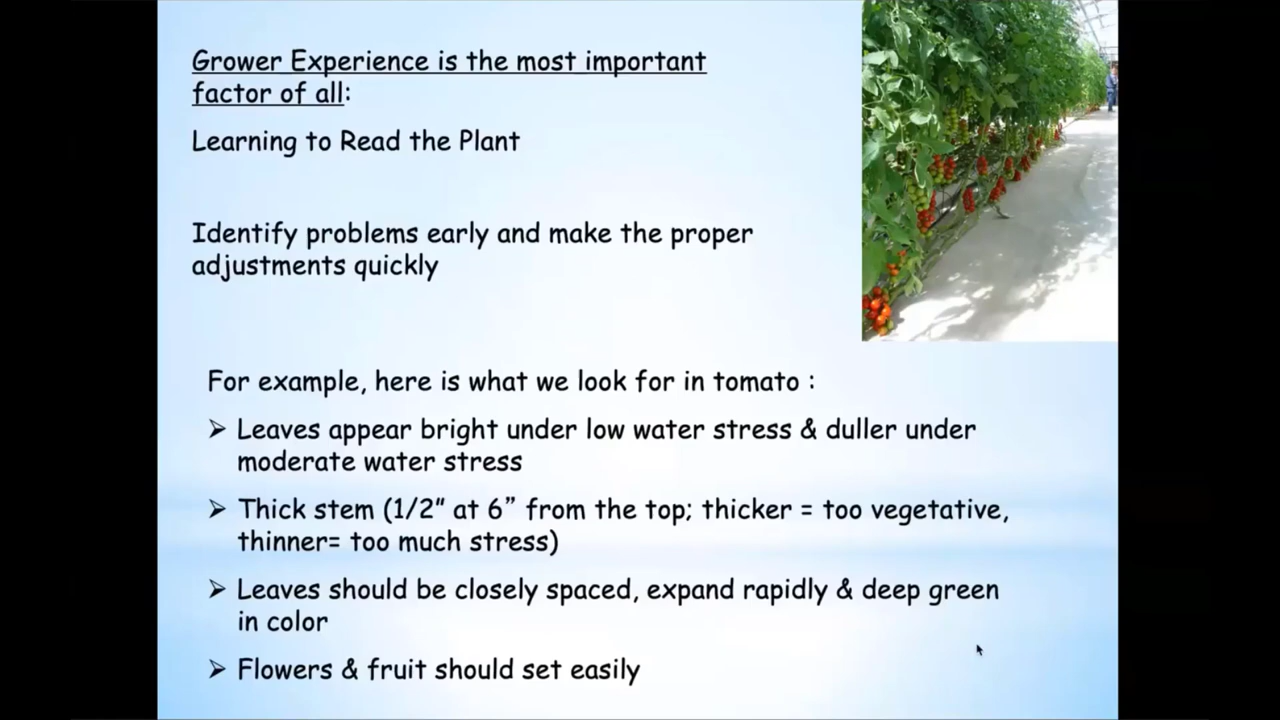 Grower Experience is the most important
factor of all:
Learning to Read the Plant
Identify problems early and make the proper
adjustments quickly
For example, here is what we look for in tomato :
➢ Leaves appear bright under low water stress & duller under
moderate water stress
➢ Thick stem (1/2" at 6” from the top; thicker = too vegetative,
thinner= too much stress)
➢ Leaves should be closely spaced, expand rapidly & deep green
in color
➢ Flowers & fruit should set easily